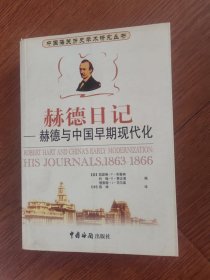 中国海关历史学术研究丛书
赫德日记
——赫德与中国早期现代化
ROBERT HART AND CHINA'S EARLY MODERNIZATION
HIS JOURNALS, 1863-1866
中国海关出版社